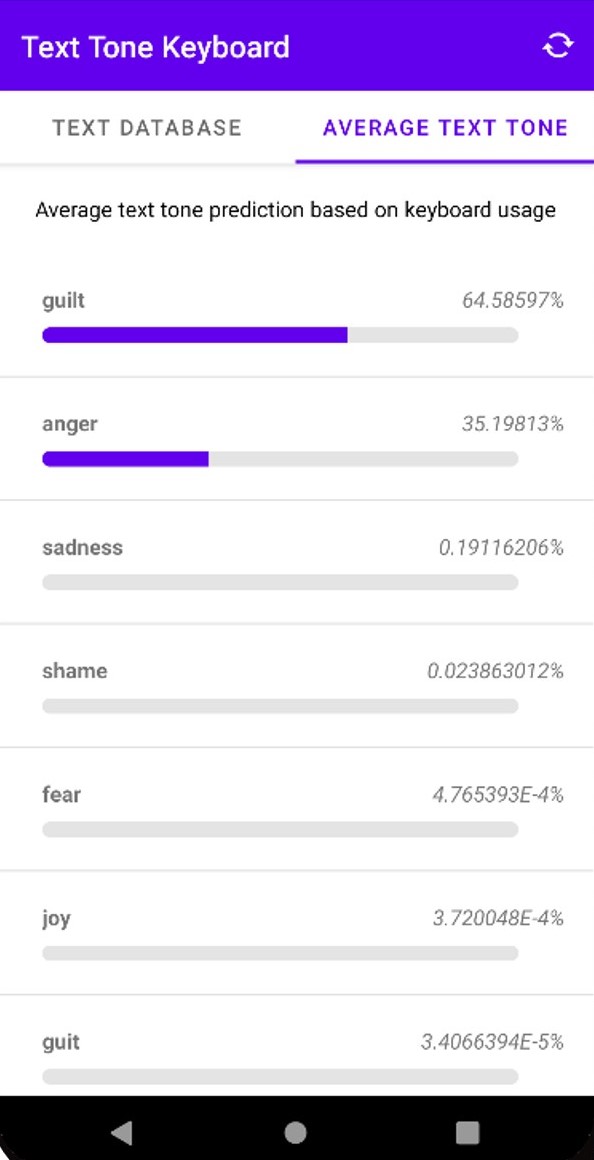 Text Tone Keyboard
TEXT DATABASE AVERAGE TEXT TONE
Average text tone prediction based on keyboard usage
guilt 64.58597%
anger 35.19813%
sadness 0.19116206%
shame 0.023863012%
fear 4.765393E-4%
joy 3.720048E-4%
guit 3.4066394E-5%